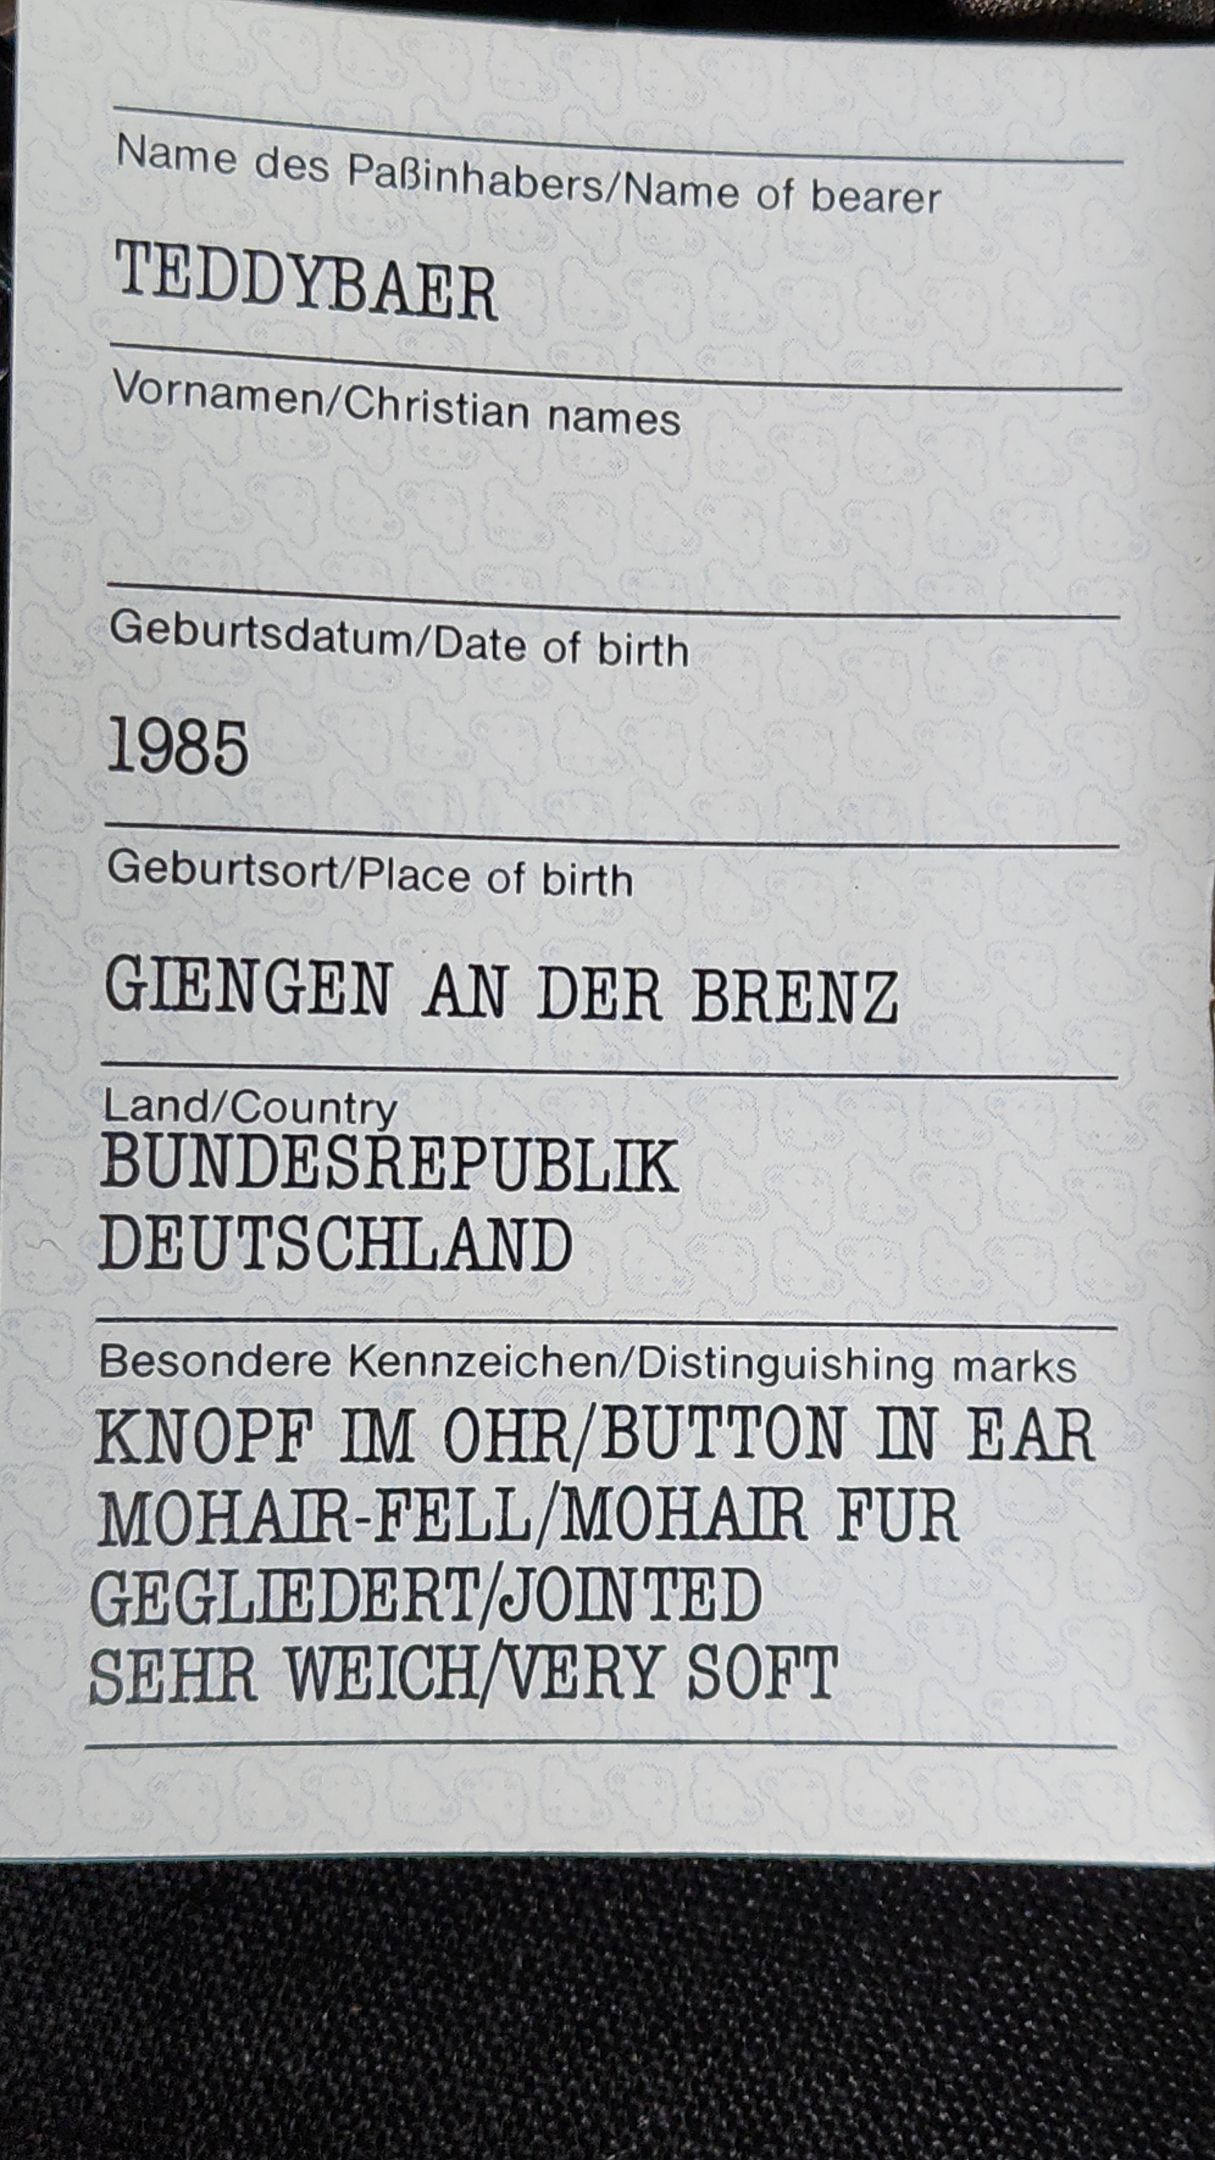 Name des Paßinhabers/Name of bearer
TEDDYBAER
Vornamen/Christian names
Geburtsdatum/Date of birth
1985
Geburtsort/Place of birth
GIENGEN AN DER BRENZ
Land/Country
BUNDESREPUBLIK
DEUTSCHLAND
Besondere Kennzeichen/Distinguishing marks
KNOPF IM OHR/BUTTON IN EAR
MOHAIR-FELL/MOHAIR FUR
GEGLIEDERT/JOINTED
SEHR WEICH/VERY SOFT